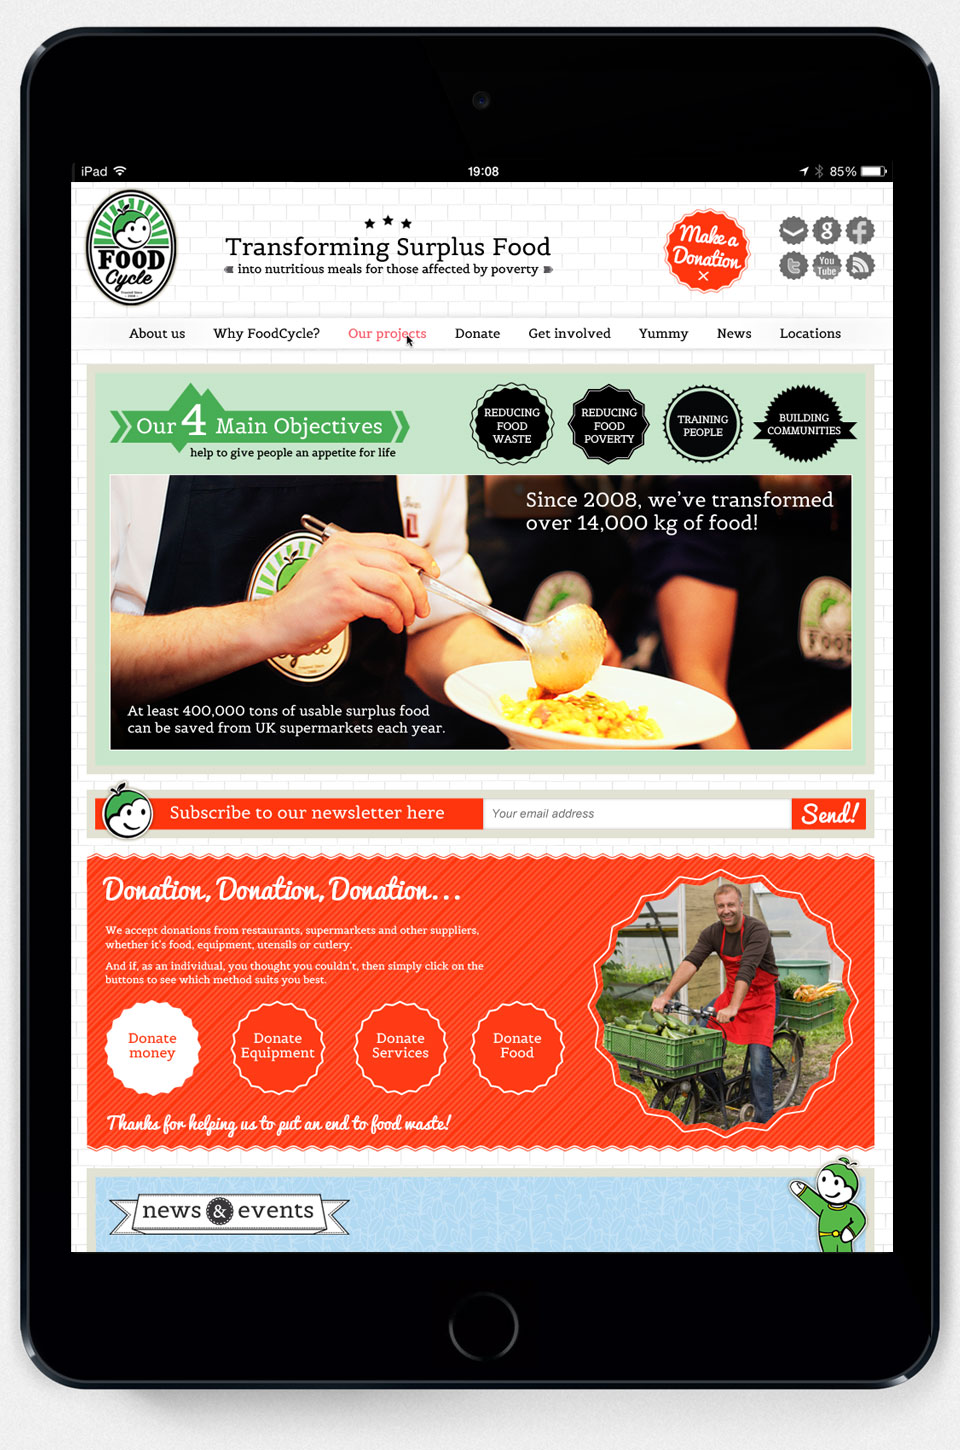 iPad
19:08
85%
FOOD
Cycle
Transforming Surplus Food
into nutritious meals for those affected by poverty
Make a
Donation
g
f
t
You
Tube
About us
Why FoodCycle?
Our projects
Donate
Get involved
Yummy
News
Locations
Our 4 Main Objectives
help to give people an appetite for life
REDUCING
FOOD
WASTE
REDUCING
FOOD
POVERTY
TRAINING
PEOPLE
BUILDING
COMMUNITIES
Since 2008, we've transformed
over 14,000 kg of food!
At least 400,000 tons of usable surplus food
can be saved from UK supermarkets each year.
Subscribe to our newsletter here
Your email address
Send!
Donation, Donation, Donation...
We accept donations from restaurants, supermarkets and other suppliers,
whether it's food, equipment, utensils or cutlery.
And if, as an individual, you thought you couldn't, then simply click on the
buttons to see which method suits you best.
Donate
money
Donate
Equipment
Donate
Services
Donate
Food
Thanks for helping us to put an end to food waste!
news & events